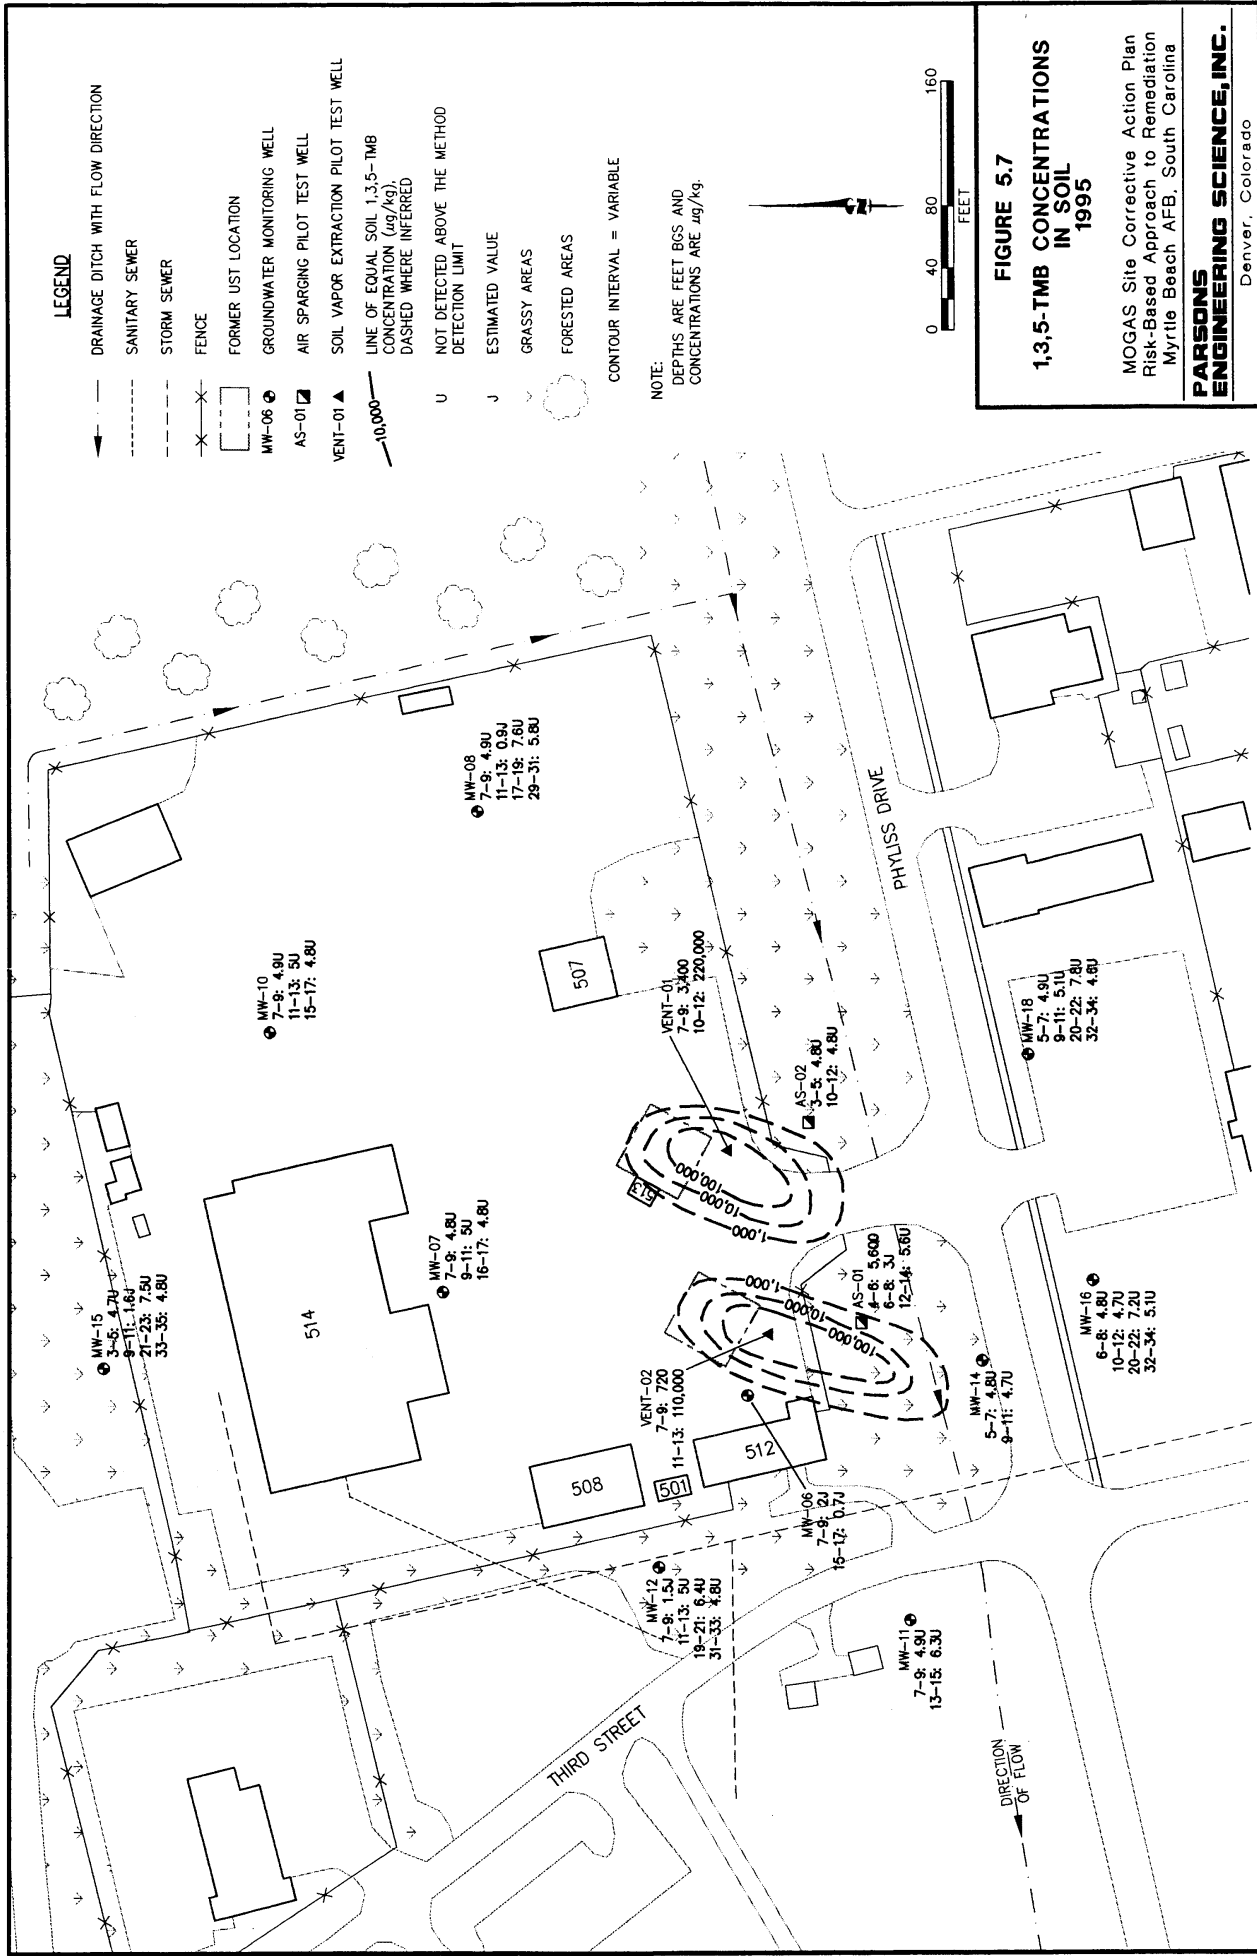 LEGEND
DRAINAGE DITCH WITH FLOW DIRECTION
SANITARY SEWER
STORM SEWER
FENCE
FORMER UST LOCATION
MW-06 GROUNDWATER MONITORING WELL
AS-01 AIR SPARGING PILOT TEST WELL
VENT-01 SOIL VAPOR EXTRACTION PILOT TEST WELL
10,000 LINE OF EQUAL SOIL 1,3,5-TMB
CONCENTRATION (ug/kg),
DASHED WHERE INFERRED
U NOT DETECTED ABOVE THE METHOD
DETECTION LIMIT
J ESTIMATED VALUE
GRASSY AREAS
FORESTED AREAS
CONTOUR INTERVAL = VARIABLE
NOTE:
DEPTHS ARE FEET BGS AND
CONCENTRATIONS ARE ug/kg.
N
0 40 80 160
FEET
FIGURE 5.7
1,3,5-TMB CONCENTRATIONS
IN SOIL
1995
MOGAS Site Corrective Action Plan
Risk-Based Approach to Remediation
Myrtle Beach AFB, South Carolina
PARSONS
ENGINEERING SCIENCE, INC.
Denver, Colorado
MW-15
3-5: 4.7U
9-11: 1.6J
21-23: 7.5U
33-35: 4.8U
MW-10
7-9: 4.9U
11-13: 5U
15-17: 4.8U
MW-08
7-9: 4.9U
11-13: 0.9J
17-19: 7.6U
29-31: 5.8U
514
MW-07
7-9: 4.8U
9-11: 5U
16-17: 4.8U
507
508
501
512
513
VENT-01
7-9: 3,400
10-12: 220,000
VENT-02
7-9: 720
11-13: 110,000
100,000
10,000
1,000
1,000
10,000
100,000
AS-02
3-5: 4.8U
10-12: 4.8U
AS-01
4-6: 5,600
6-8: 3J
12-14: 5.6U
MW-06
7-9: 2J
15-17: 0.7J
MW-12
7-9: 1.5J
11-13: 5U
19-21: 6.4U
31-33: 4.8U
MW-11
7-9: 4.9U
13-15: 6.3U
MW-14
5-7: 4.8U
9-11: 4.7U
MW-16
6-8: 4.8U
10-12: 4.7U
20-22: 7.2U
32-34: 5.1U
MW-18
5-7: 4.9U
9-11: 5.1U
20-22: 7.8U
32-34: 4.6U
PHYLISS DRIVE
THIRD STREET
DIRECTION
OF FLOW